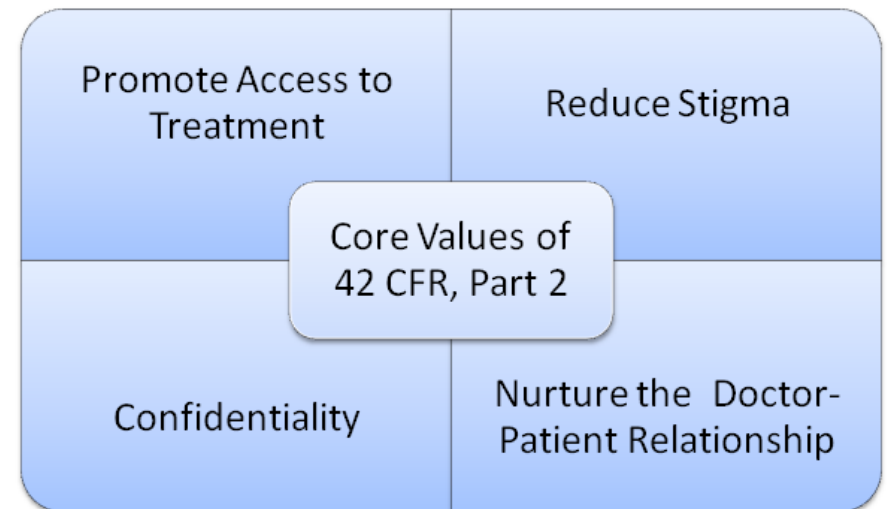 Promote Access to
Treatment
Reduce Stigma
Core Values of
42 CFR, Part 2
Confidentiality
Nurture the Doctor-
Patient Relationship